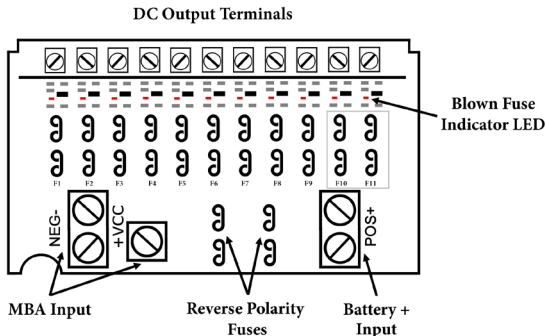 DC Output Terminals
Blown Fuse
Indicator LED
F1 F2 F3 F4 F5 F6 F7 F8 F9 F10 F11
NEG-
+VCC
POS+
MBA Input
Reverse Polarity
Fuses
Battery +
Input